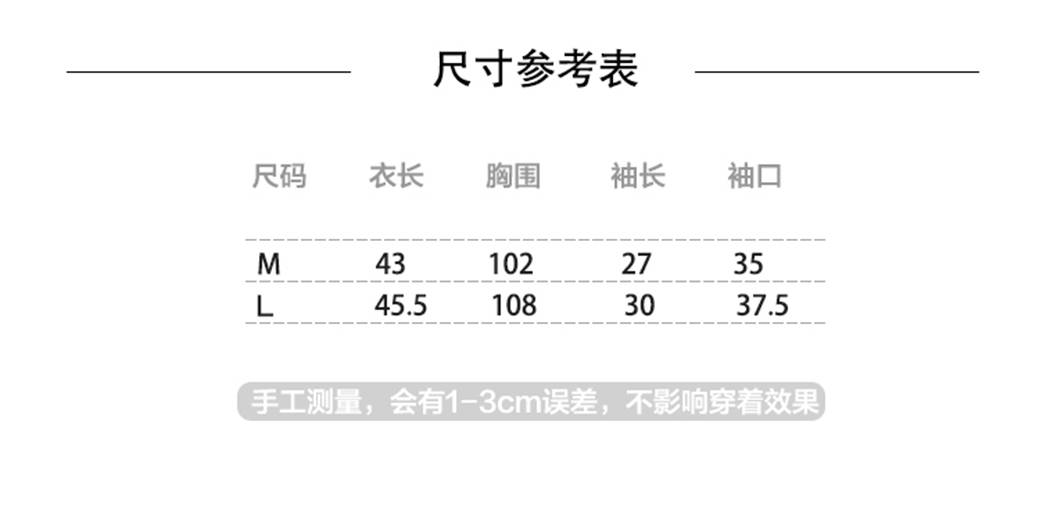 尺寸参考表
尺码 衣长 胸围 袖长 袖口
M 43 102 27 35
L 45.5 108 30 37.5
手工测量，会有1-3cm误差，不影响穿着效果